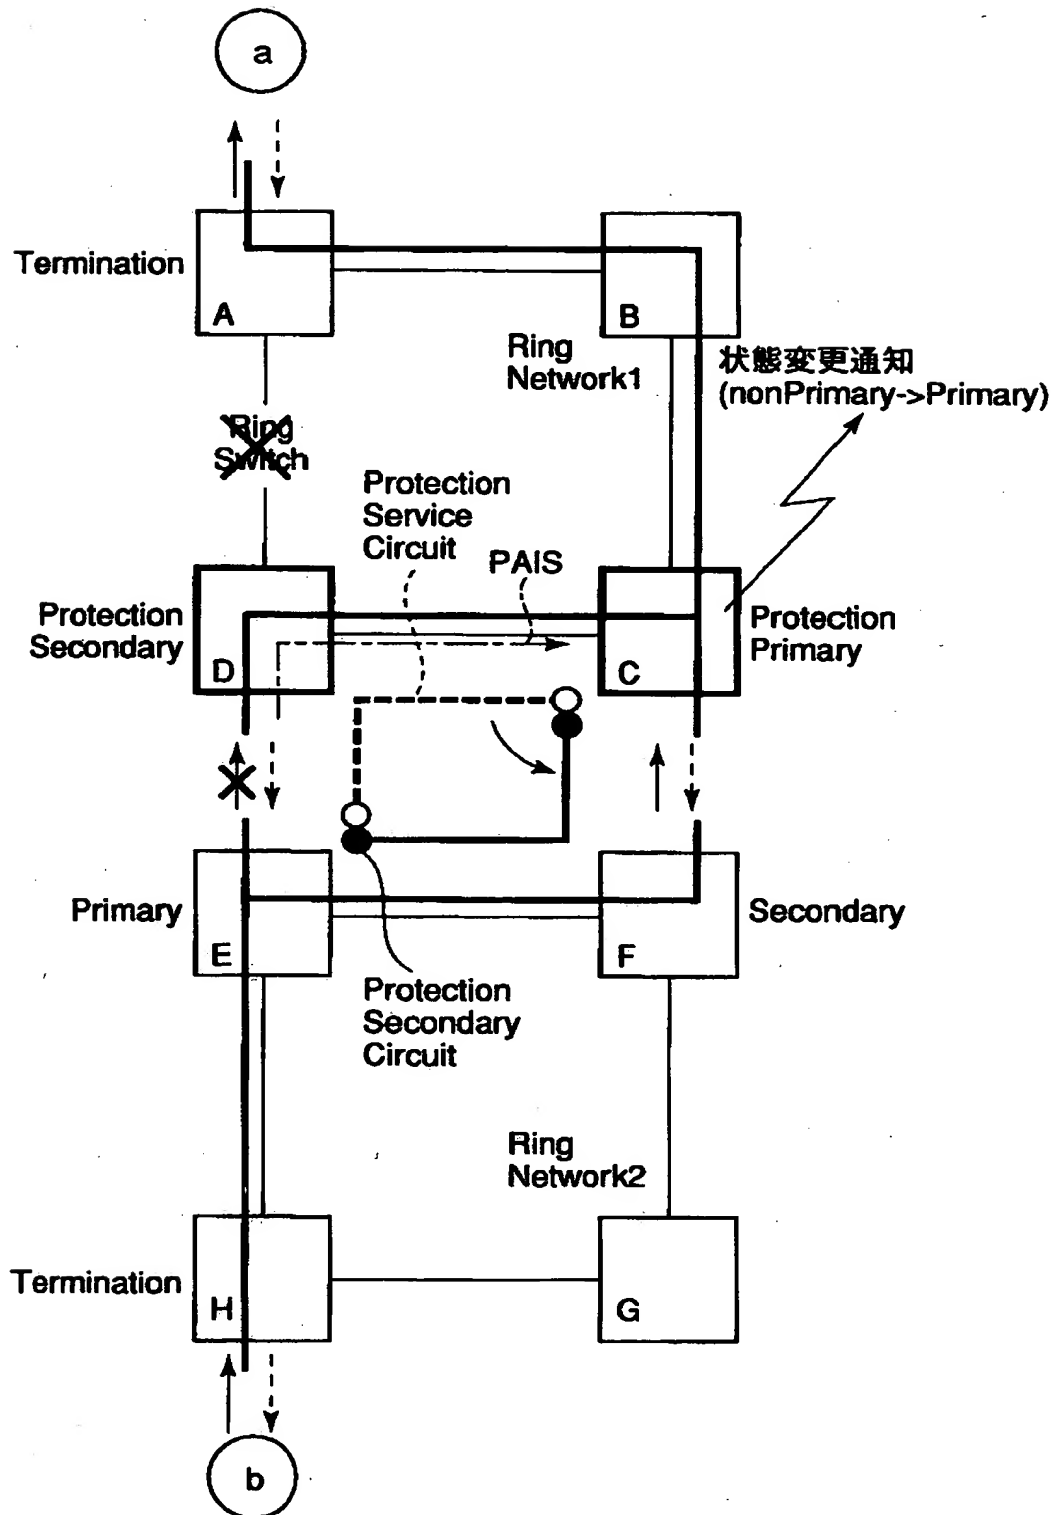 a
Termination
A
B
Ring
Network1
状態変更通知
(nonPrimary->Primary)
Ring
Switch
Protection
Service
Circuit
PAIS
Protection
Secondary
D
C
Protection
Primary
Primary
E
F
Secondary
Protection
Secondary
Circuit
Ring
Network2
Termination
H
G
b